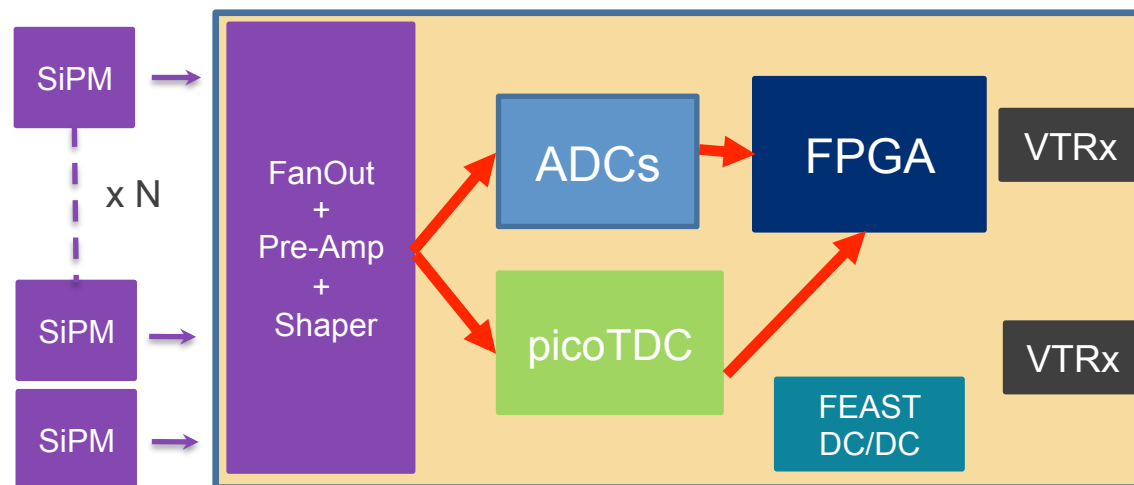 SiPM
x N
SiPM
SiPM
FanOut
+
Pre-Amp
+
Shaper
ADCs
picoTDC
FPGA
FEAST
DC/DC
VTRx
VTRx